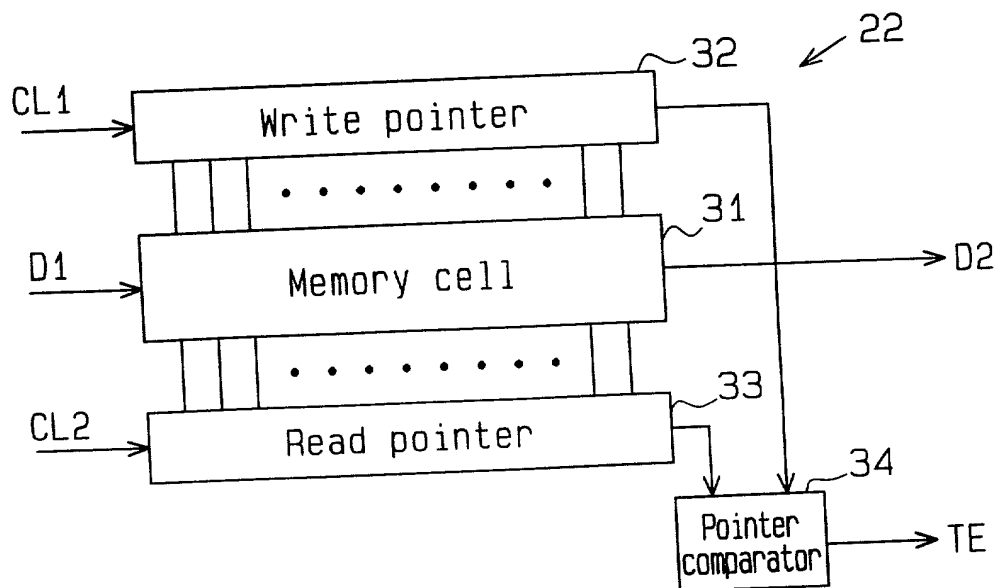 22
32
CL1
Write pointer
31
D1
Memory cell
D2
33
CL2
Read pointer
34
Pointer
comparator
TE